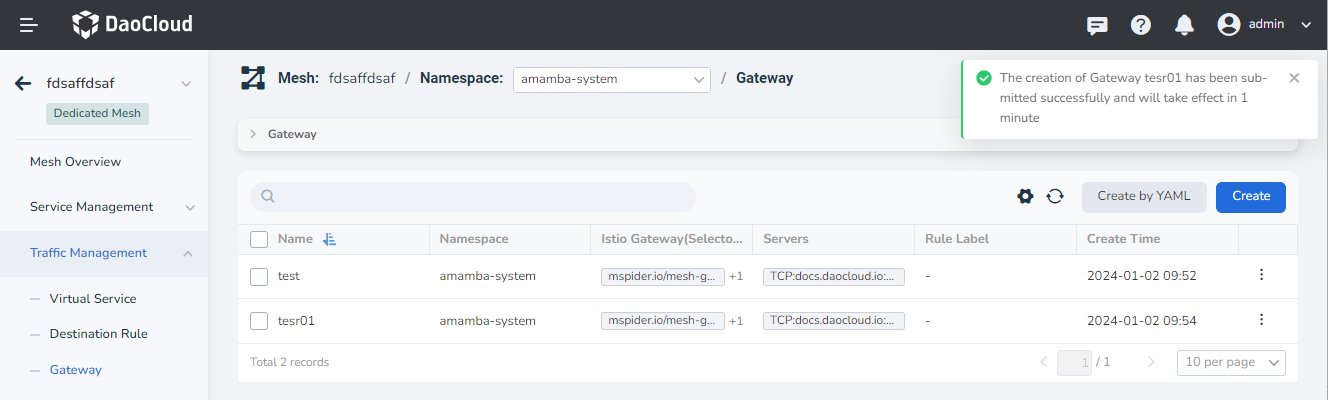 DaoCloud
admin
fdsaffdsaf
Dedicated Mesh
Mesh Overview
Service Management
Traffic Management
Virtual Service
Destination Rule
Gateway
Mesh: fdsaffdsaf / Namespace: amamba-system / Gateway
The creation of Gateway tesr01 has been sub-
mitted successfully and will take effect in 1
minute
Gateway
Create by YAML Create
Name Namespace Istio Gateway(Selecto... Servers Rule Label Create Time
test amamba-system mspider.io/mesh-g... +1 TCP:docs.daocloud.io:... - 2024-01-02 09:52
tesr01 amamba-system mspider.io/mesh-g... +1 TCP:docs.daocloud.io:... - 2024-01-02 09:54
Total 2 records 1 / 1 10 per page